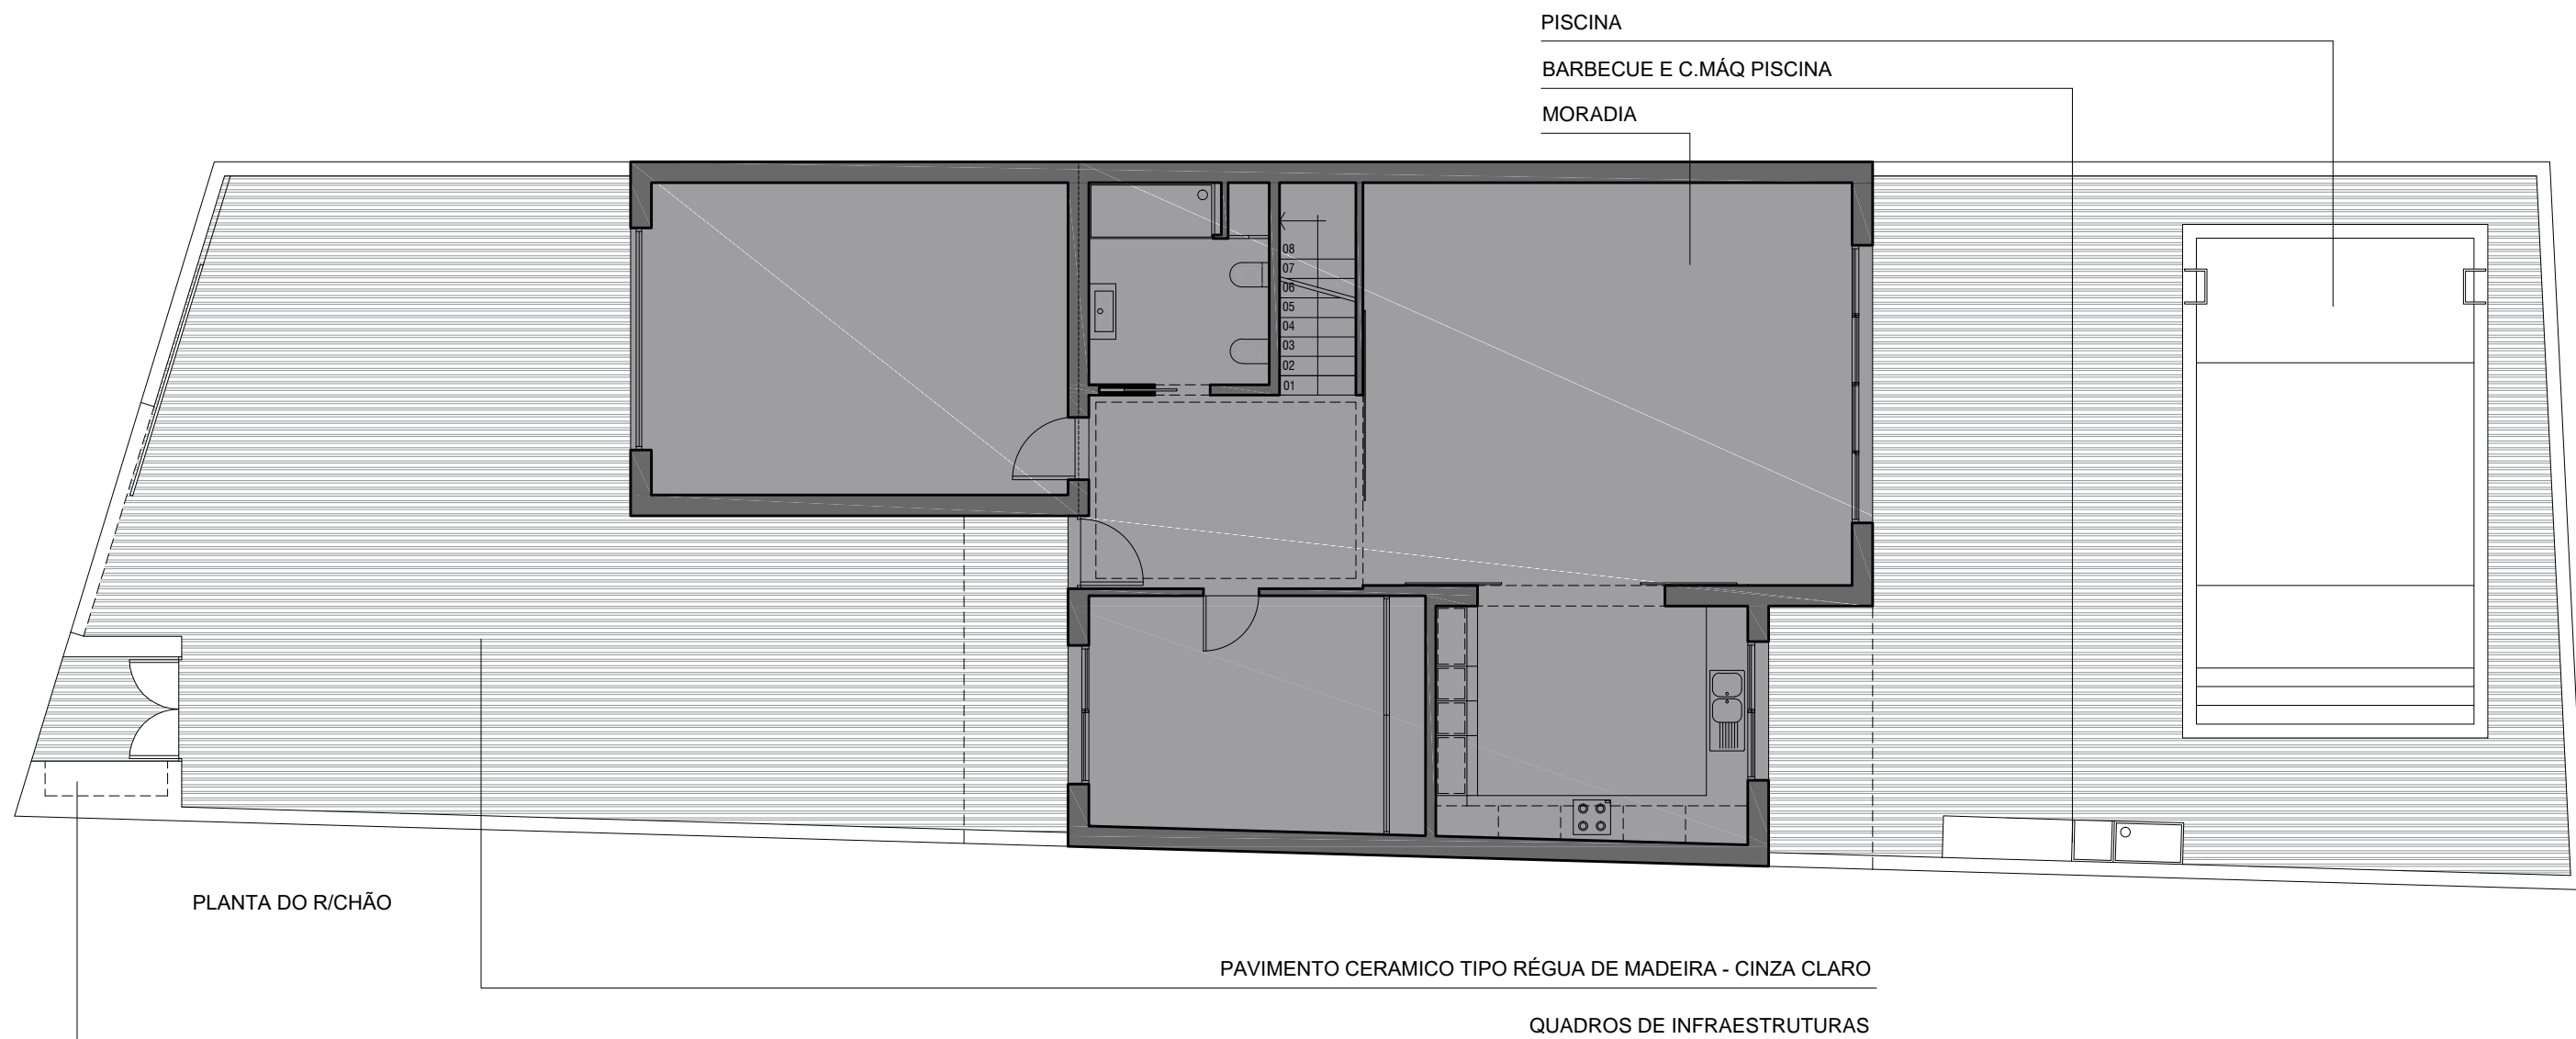 PISCINA
BARBECUE E C.MÁQ PISCINA
MORADIA
08
07
06
05
04
03
02
01
PLANTA DO R/CHÃO
PAVIMENTO CERAMICO TIPO RÉGUA DE MADEIRA - CINZA CLARO
QUADROS DE INFRAESTRUTURAS